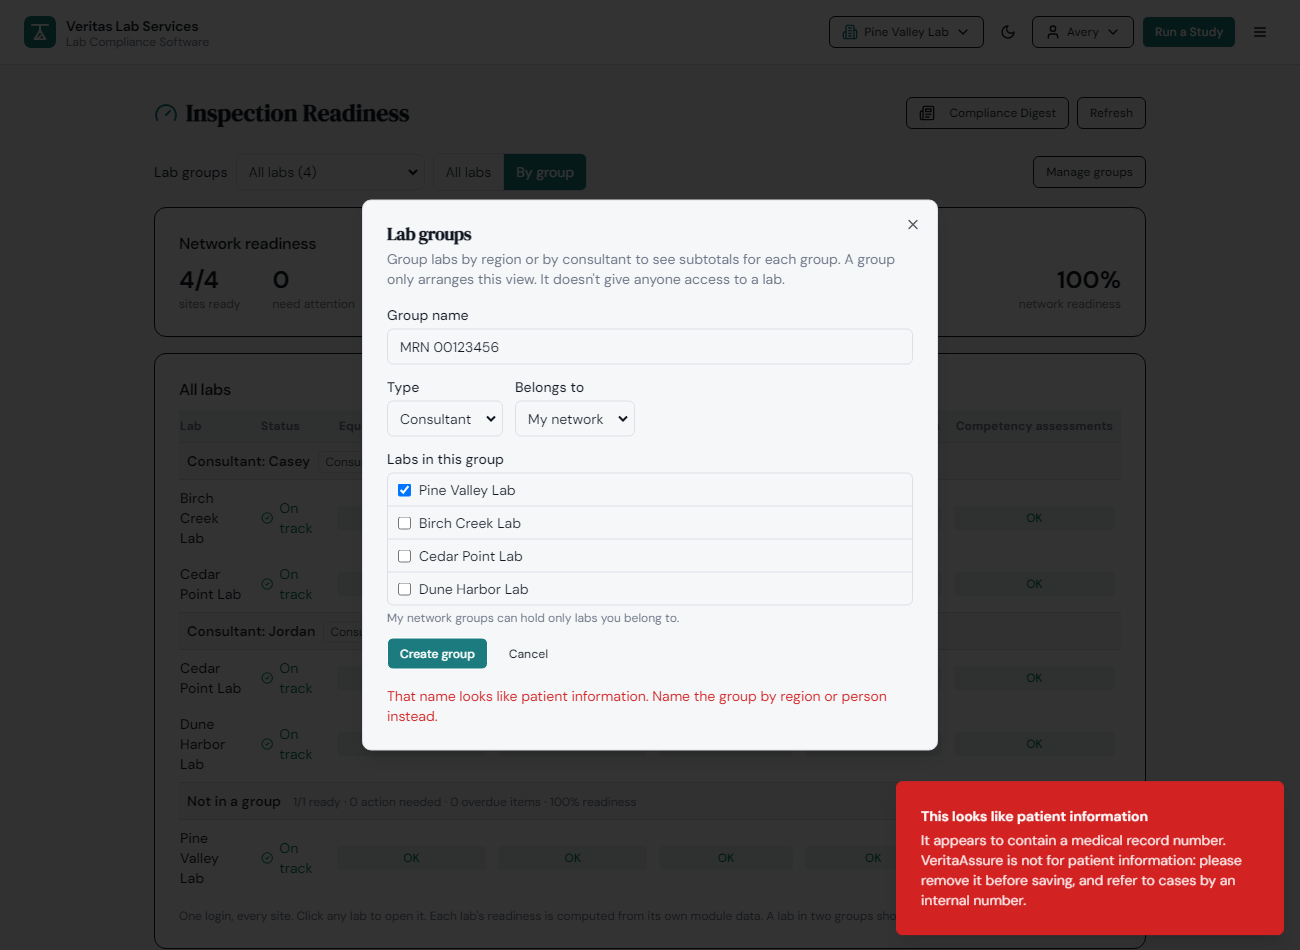 Veritas Lab Services
Lab Compliance Software
Pine Valley Lab
Avery
Run a Study
Inspection Readiness
Compliance Digest
Refresh
Lab groups
All labs (4)
All labs
By group
Manage groups
Network readiness
4/4
sites ready
0
need attention
100%
network readiness
All labs
Lab
Status
Competency assessments
Consultant: Casey
Birch Creek Lab
On track
OK
Cedar Point Lab
On track
OK
Consultant: Jordan
Cedar Point Lab
On track
OK
Dune Harbor Lab
On track
OK
Not in a group
1/1 ready · 0 action needed · 0 overdue items · 100% readiness
Pine Valley Lab
On track
OK
OK
OK
OK
One login, every site. Click any lab to open it. Each lab's readiness is computed from its own module data. A lab in two groups
Lab groups
Group labs by region or by consultant to see subtotals for each group. A group
only arranges this view. It doesn't give anyone access to a lab.
Group name
MRN 00123456
Type
Belongs to
Consultant
My network
Labs in this group
Pine Valley Lab
Birch Creek Lab
Cedar Point Lab
Dune Harbor Lab
My network groups can hold only labs you belong to.
Create group
Cancel
That name looks like patient information. Name the group by region or person
instead.
This looks like patient information
It appears to contain a medical record number.
VeritaAssure is not for patient information: please
remove it before saving, and refer to cases by an
internal number.